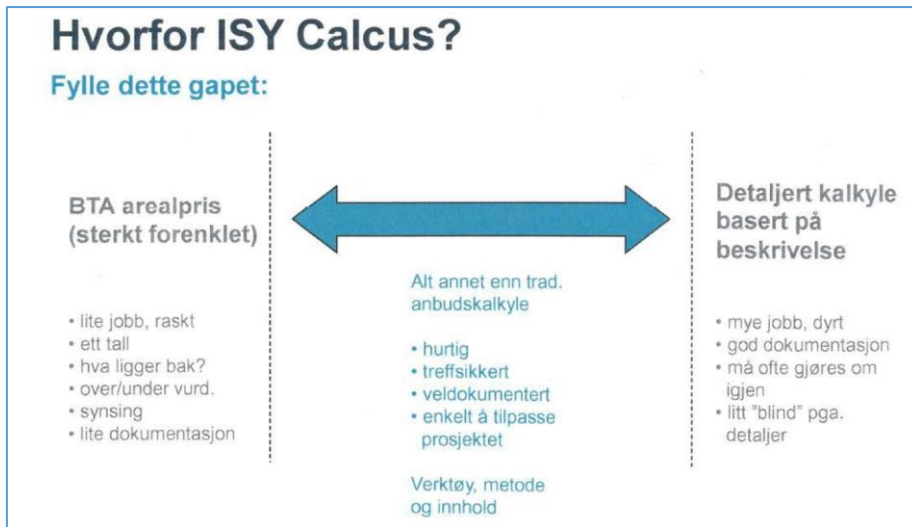 Hvorfor ISY Calcus?
Fylle dette gapet:
BTA arealpris
(sterkt forenklet)
• lite jobb, raskt
• ett tall
• hva ligger bak?
• over/under vurd.
• synsing
• lite dokumentasjon
Alt annet enn trad.
anbudskalkyle
• hurtig
• treffsikkert
• veldokumentert
• enkelt å tilpasse
prosjektet
Verktøy, metode
og innhold
Detaljert kalkyle
basert på
beskrivelse
• mye jobb, dyrt
• god dokumentasjon
• må ofte gjøres om
igjen
• litt "blind" pga.
detaljer